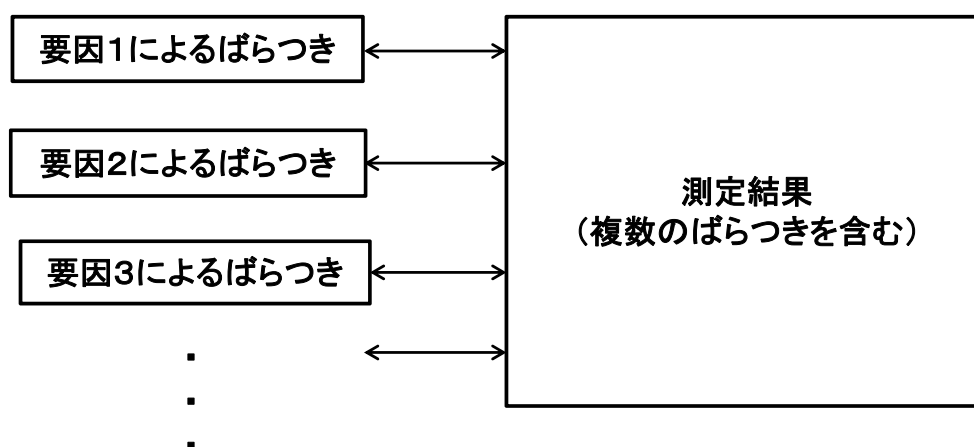 要因１によるばらつき
要因２によるばらつき
要因３によるばらつき
・
・
・
測定結果
（複数のばらつきを含む）